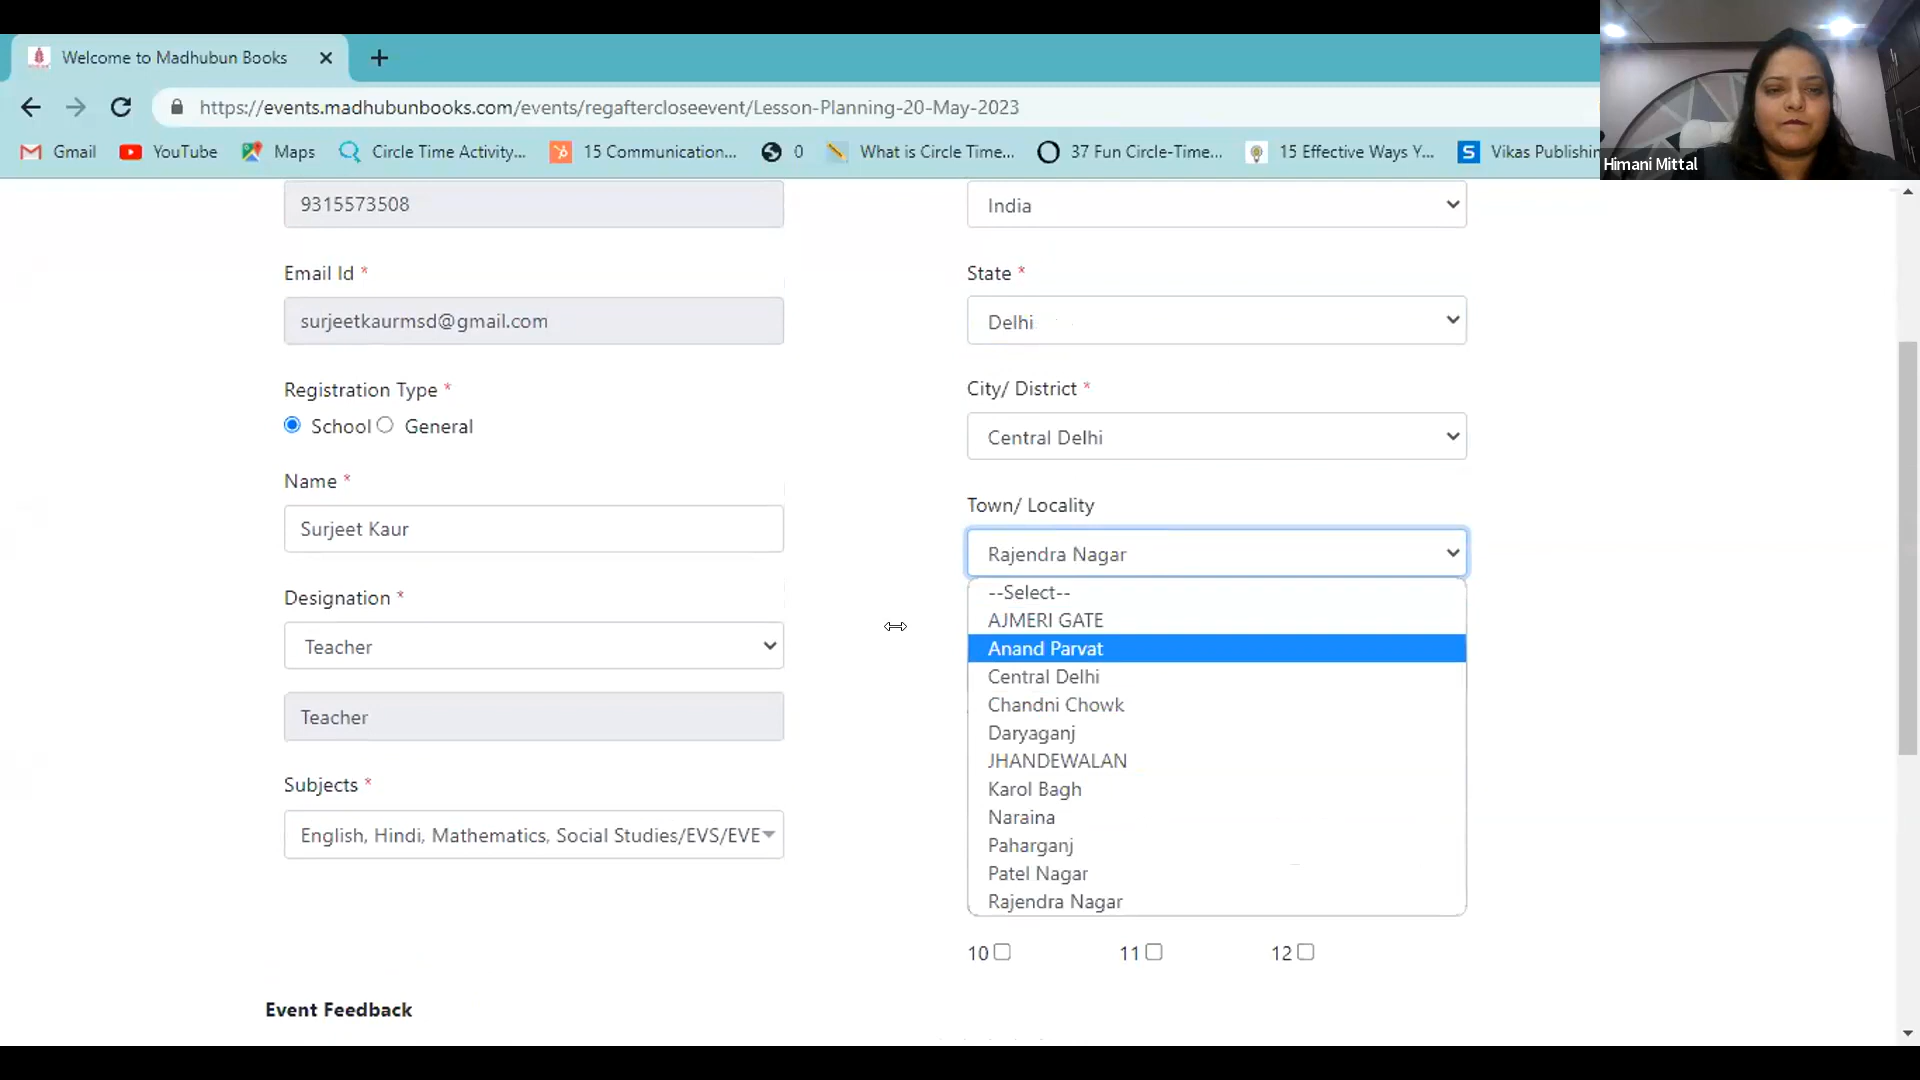 Welcome to Madhubun Books
https://events.madhubunbooks.com/events/regaftercloseevent/Lesson-Planning-20-May-2023
Gmail YouTube Maps Circle Time Activity... 15 Communication... 0 What is Circle Time... 37 Fun Circle-Time... 15 Effective Ways Y... S Vikas Publishin
Himani Mittal
9315573508
Email Id *
surjeetkaurmsd@gmail.com
Registration Type *
School General
Name *
Surjeet Kaur
Designation *
Teacher
Teacher
Subjects *
English, Hindi, Mathematics, Social Studies/EVS/EVE
India
State *
Delhi
City/ District *
Central Delhi
Town/ Locality
Rajendra Nagar
--Select--
AJMERI GATE
Anand Parvat
Central Delhi
Chandni Chowk
Daryaganj
JHANDEWALAN
Karol Bagh
Naraina
Paharganj
Patel Nagar
Rajendra Nagar
10 11 12
Event Feedback